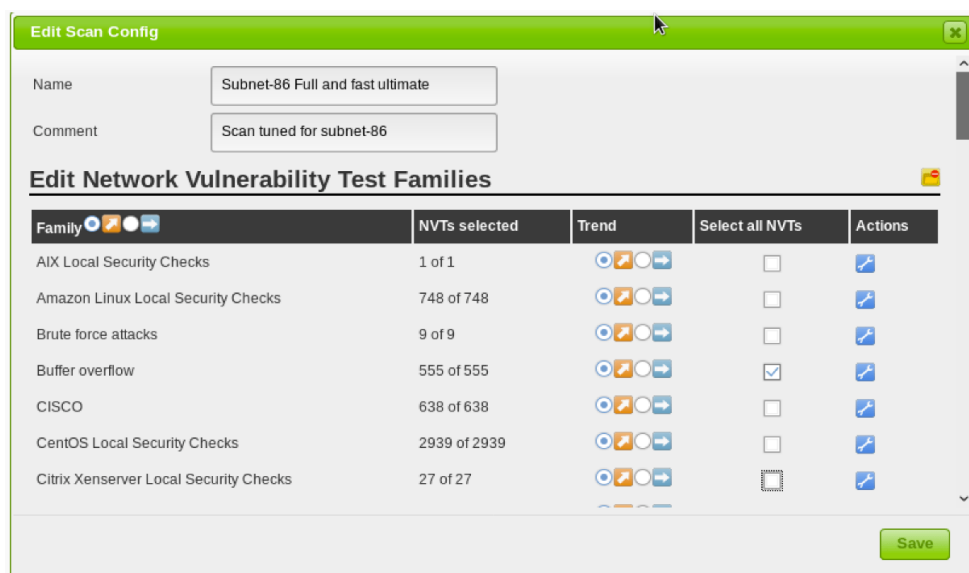 Edit Scan Config
Name Subnet-86 Full and fast ultimate
Comment Scan tuned for subnet-86
Edit Network Vulnerability Test Families
Family NVTs selected Trend Select all NVTs Actions
AIX Local Security Checks 1 of 1
Amazon Linux Local Security Checks 748 of 748
Brute force attacks 9 of 9
Buffer overflow 555 of 555
CISCO 638 of 638
CentOS Local Security Checks 2939 of 2939
Citrix Xenserver Local Security Checks 27 of 27
Save